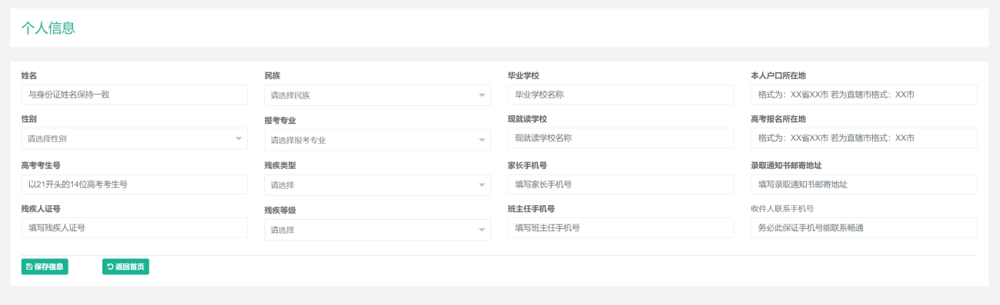 个人信息
姓名
民族
毕业学校
本人户口所在地
与身份证姓名保持一致
请选择民族
毕业学校名称
格式为：XX省XX市 若为直辖市格式：XX市
性别
报考专业
现就读学校
高考报名所在地
请选择性别
请选择报考专业
现就读学校名称
格式为：XX省XX市 若为直辖市格式：XX市
高考考生号
残疾类型
家长手机号
录取通知书邮寄地址
以21开头的14位高考考生号
请选择
填写家长手机号
填写录取通知书邮寄地址
残疾人证号
残疾等级
班主任手机号
收件人联系手机号
填写残疾人证号
请选择
填写班主任手机号
务必此保证手机号能联系畅通
保存信息
返回首页